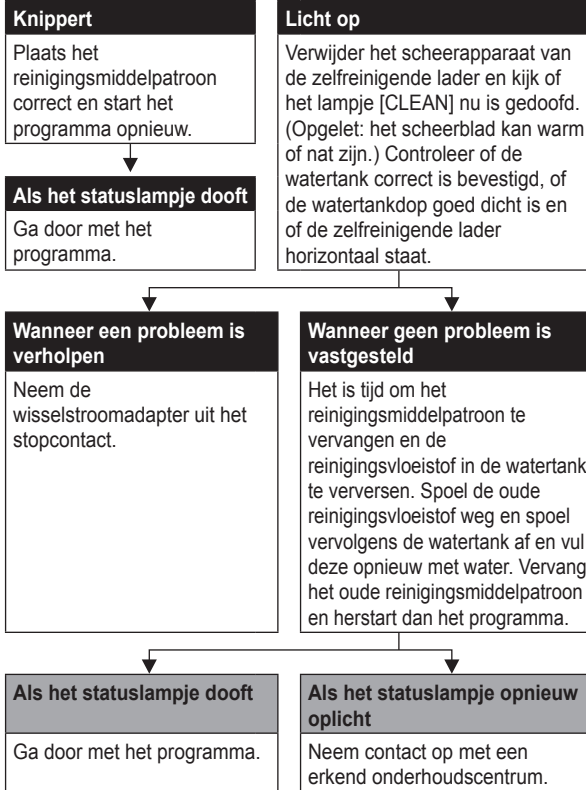 Knippert
Plaats het
reinigingsmiddelpatroon
correct en start het
programma opnieuw.
Als het statuslampje dooft
Ga door met het
programma.
Licht op
Verwijder het scheerapparaat van
de zelfreinigende lader en kijk of
het lampje [CLEAN] nu is gedoofd.
(Opgelet: het scheerblad kan warm
of nat zijn.) Controleer of de
watertank correct is bevestigd, of
de watertankdop goed dicht is en
of de zelfreinigende lader
horizontaal staat.
Wanneer een probleem is
verholpen
Neem de
wisselstroomadapter uit het
stopcontact.
Wanneer geen probleem is
vastgesteld
Het is tijd om het
reinigingsmiddelpatroon te
vervangen en de
reinigingsvloeistof in de watertank
te verversen. Spoel de oude
reinigingsvloeistof weg en spoel
vervolgens de watertank af en vul
deze opnieuw met water. Vervang
het oude reinigingsmiddelpatroon
en herstart dan het programma.
Als het statuslampje dooft
Ga door met het programma.
Als het statuslampje opnieuw
oplicht
Neem contact op met een
erkend onderhoudscentrum.